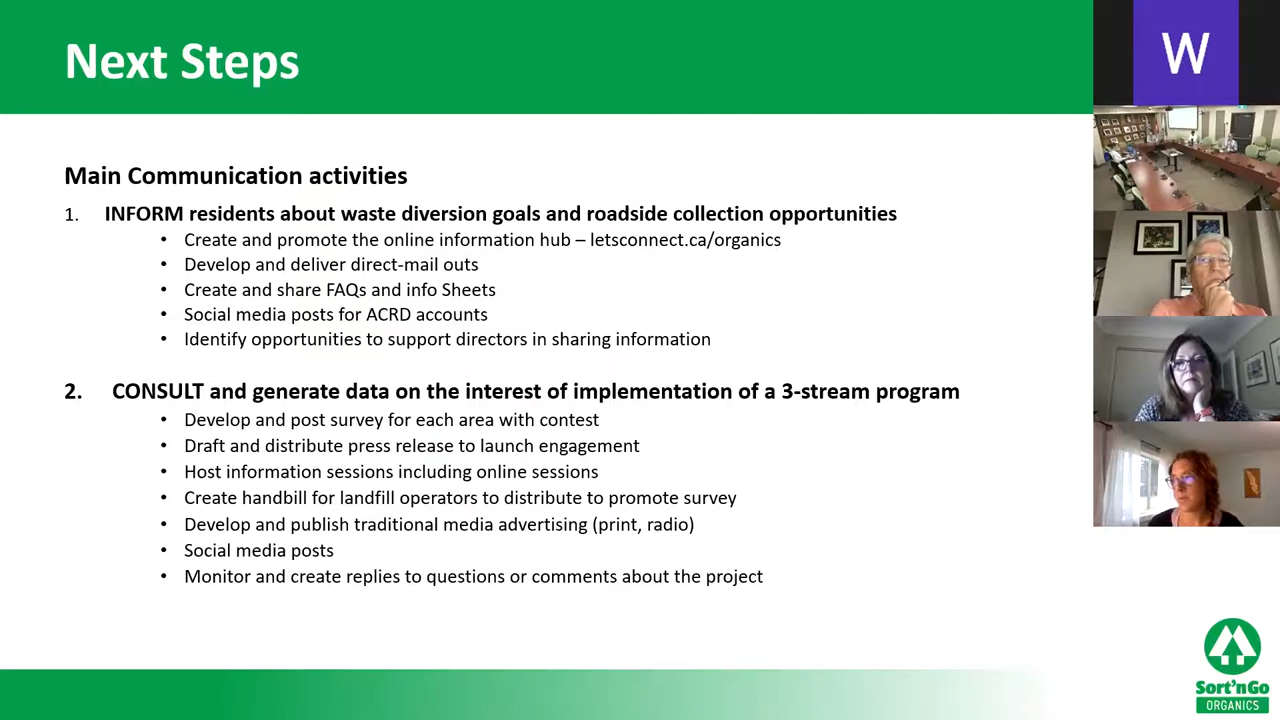 Next Steps
W
Main Communication activities
1. INFORM residents about waste diversion goals and roadside collection opportunities
• Create and promote the online information hub – letsconnect.ca/organics
• Develop and deliver direct-mail outs
• Create and share FAQs and info Sheets
• Social media posts for ACRD accounts
• Identify opportunities to support directors in sharing information
2. CONSULT and generate data on the interest of implementation of a 3-stream program
• Develop and post survey for each area with contest
• Draft and distribute press release to launch engagement
• Host information sessions including online sessions
• Create handbill for landfill operators to distribute to promote survey
• Develop and publish traditional media advertising (print, radio)
• Social media posts
• Monitor and create replies to questions or comments about the project
Sort'nGo
ORGANICS